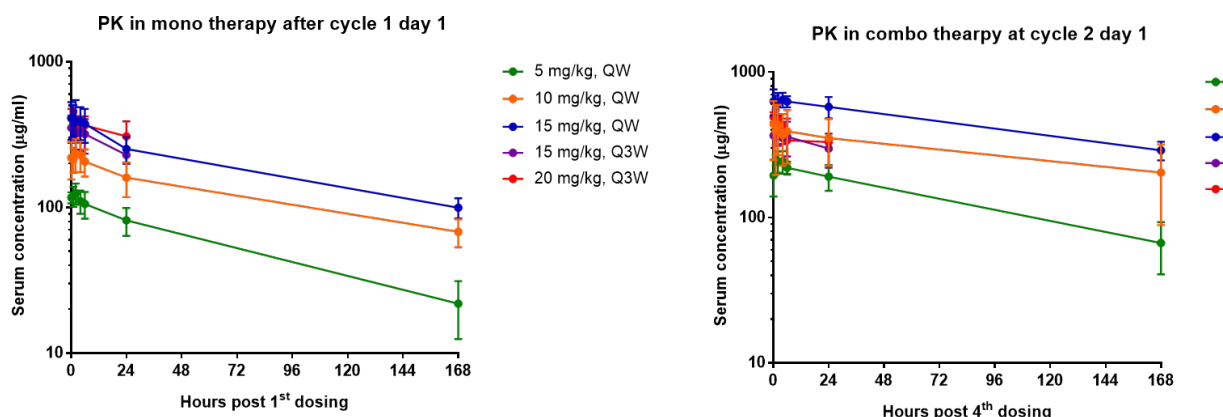 PK in mono therapy after cycle 1 day 1
1000
100
10
0 24 48 72 96 120 144 168
Serum concentration (µg/ml)
Hours post 1st dosing
5 mg/kg, QW
10 mg/kg, QW
15 mg/kg, QW
15 mg/kg, Q3W
20 mg/kg, Q3W
PK in combo thearpy at cycle 2 day 1
1000
100
10
0 24 48 72 96 120 144 168
Serum concentration (µg/ml)
Hours post 4th dosing